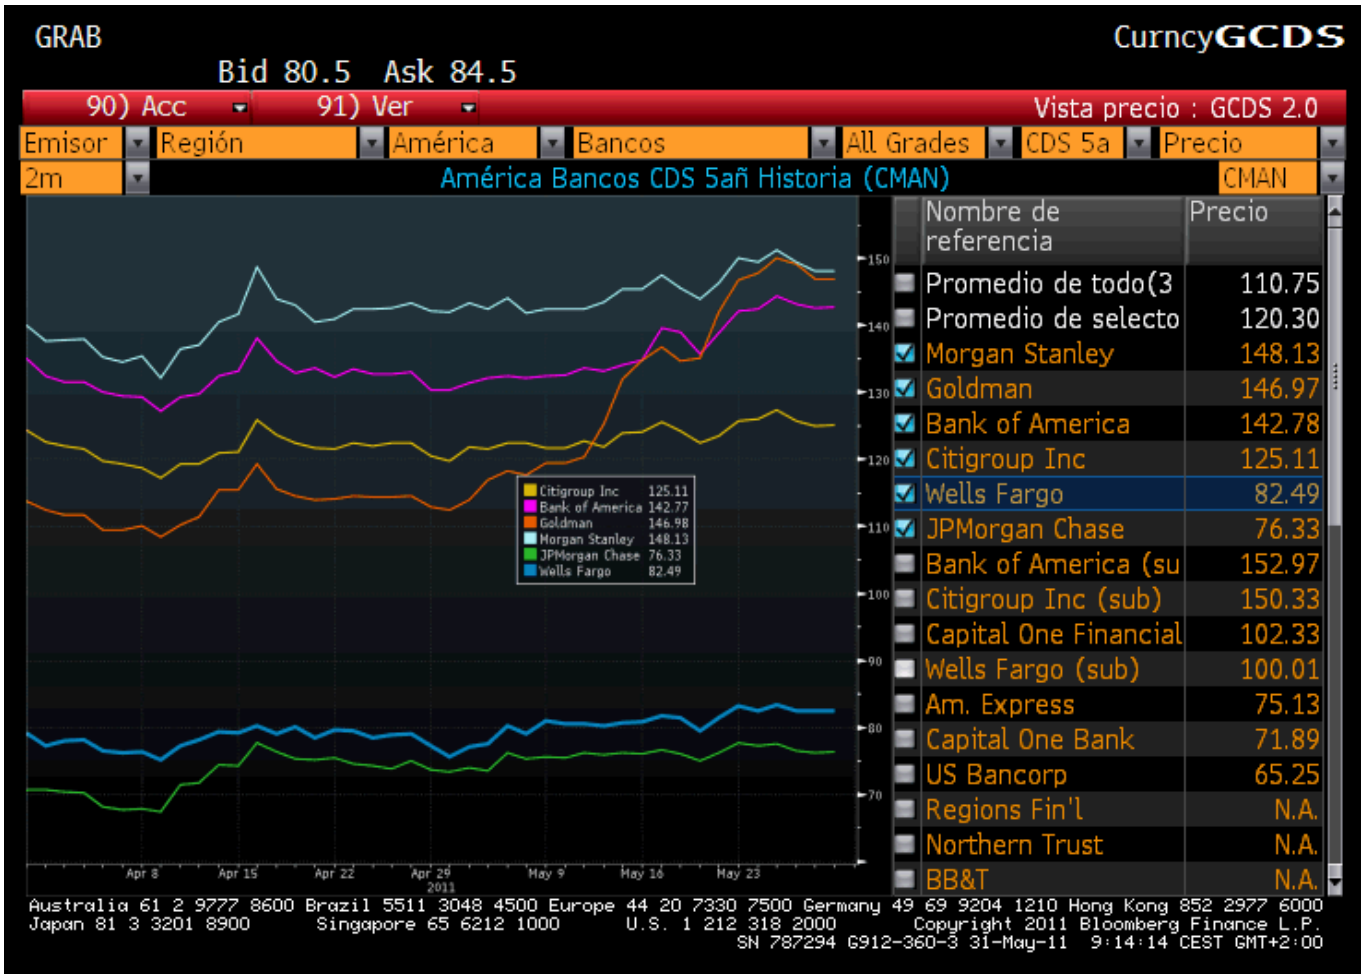 GRAB
CurncyGCDS
Bid 80.5 Ask 84.5
90) Acc 91) Ver Vista precio : GCDS 2.0
Emisor Región América Bancos All Grades CDS 5a Precio
2m América Bancos CDS 5añ Historia (CMAN) CMAN
Nombre de referencia Precio
Promedio de todo(3 110.75
Promedio de selecto 120.30
Morgan Stanley 148.13
Goldman 146.97
Bank of America 142.78
Citigroup Inc 125.11
Wells Fargo 82.49
JPMorgan Chase 76.33
Bank of America (su 152.97
Citigroup Inc (sub) 150.33
Capital One Financial 102.33
Wells Fargo (sub) 100.01
Am. Express 75.13
Capital One Bank 71.89
US Bancorp 65.25
Regions Fin'l N.A.
Northern Trust N.A.
BB&T N.A.
150
140
130
120
110
100
90
80
70
Citigroup Inc 125.11
Bank of America 142.77
Goldman 146.98
Morgan Stanley 148.13
JPMorgan Chase 76.33
Wells Fargo 82.49
Apr 8 Apr 15 Apr 22 Apr 29 May 9 May 16 May 23
2011
Australia 61 2 9777 8600 Brazil 5511 3048 4500 Europe 44 20 7330 7500 Germany 49 69 9204 1210 Hong Kong 852 2977 6000
Japan 81 3 3201 8900 Singapore 65 6212 1000 U.S. 1 212 318 2000 Copyright 2011 Bloomberg Finance L.P.
SN 787294 G912-360-3 31-May-11 9:14:14 CEST GMT+2:00